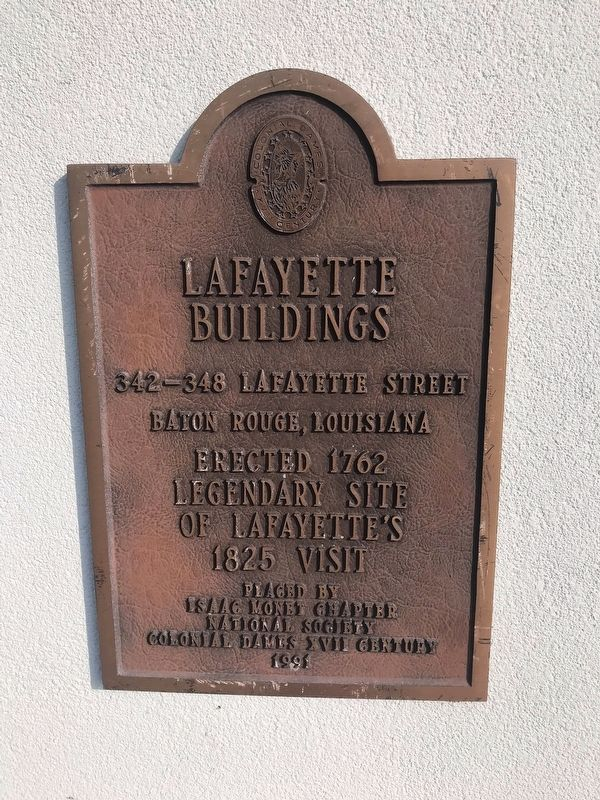 LAFAYETTE
BUILDINGS
342-348 LAFAYETTE STREET
BATON ROUGE, LOUISIANA
ERECTED 1762
LEGENDARY SITE
OF LAFAYETTE'S
1825 VISIT
PLACED BY
ISAAC MONET CHAPTER
NATIONAL SOCIETY
COLONIAL DAMES XVII CENTURY
1991